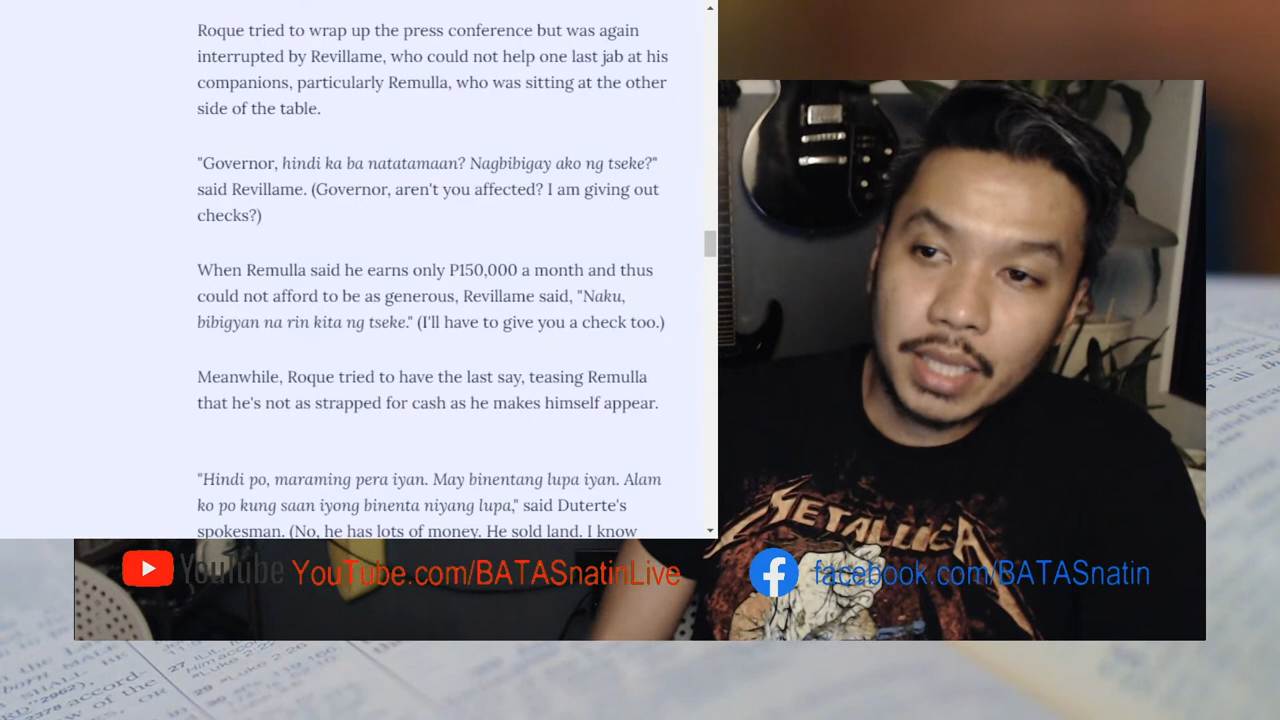 Roque tried to wrap up the press conference but was again
interrupted by Revillame, who could not help one last jab at his
companions, particularly Remulla, who was sitting at the other
side of the table.
"Governor, hindi ka ba natatamaan? Nagbibigay ako ng tseke?"
said Revillame. (Governor, aren't you affected? I am giving out
checks?)
When Remulla said he earns only P150,000 a month and thus
could not afford to be as generous, Revillame said, "Naku,
bibigyan na rin kita ng tseke." (I'll have to give you a check too.)
Meanwhile, Roque tried to have the last say, teasing Remulla
that he's not as strapped for cash as he makes himself appear.
"Hindi po, maraming pera iyan. May binentang lupa iyan. Alam
ko po kung saan iyong binenta niyang lupa," said Duterte's
spokesman. (No, he has lots of money. He sold land. I know
METALLICA
YouTube YouTube.com/BATASnatinLive
facebook.com/BATASnatin